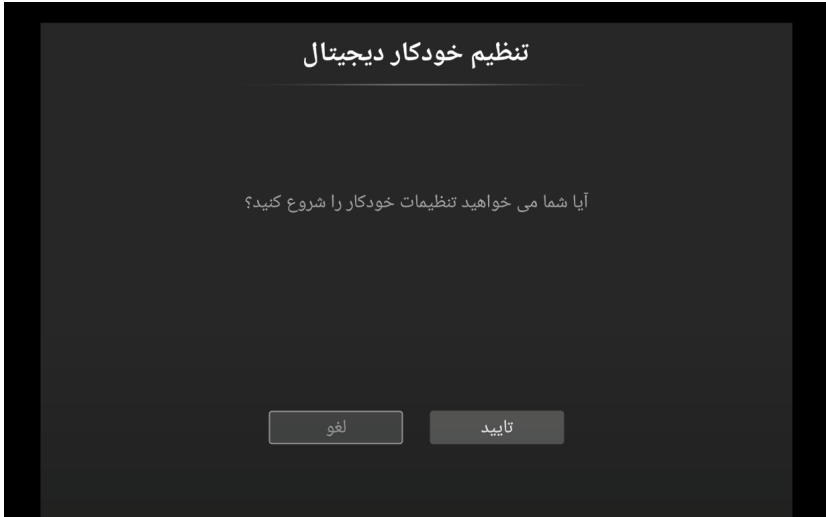 تنظیم خودکار دیجیتال
آیا شما می خواهید تنظیمات خودکار را شروع کنید؟
تایید
لغو